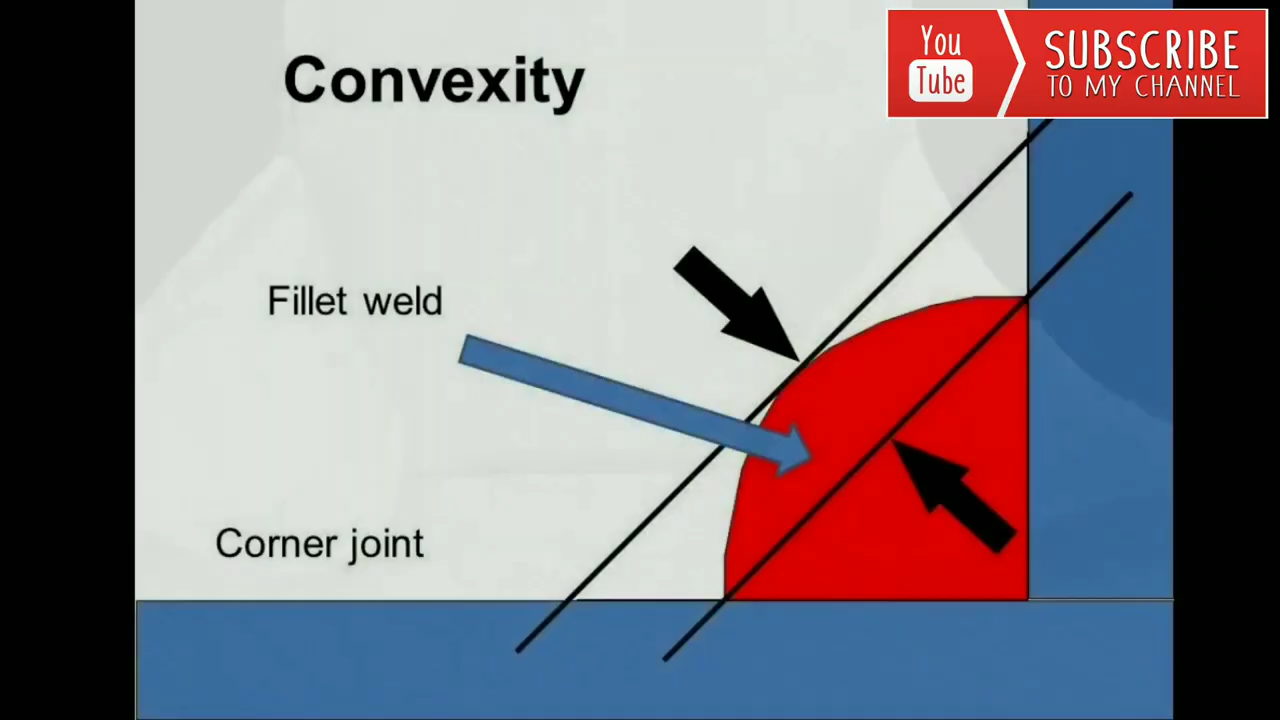 Convexity
You
Tube
SUBSCRIBE
TO MY CHANNEL
Fillet weld
Corner joint